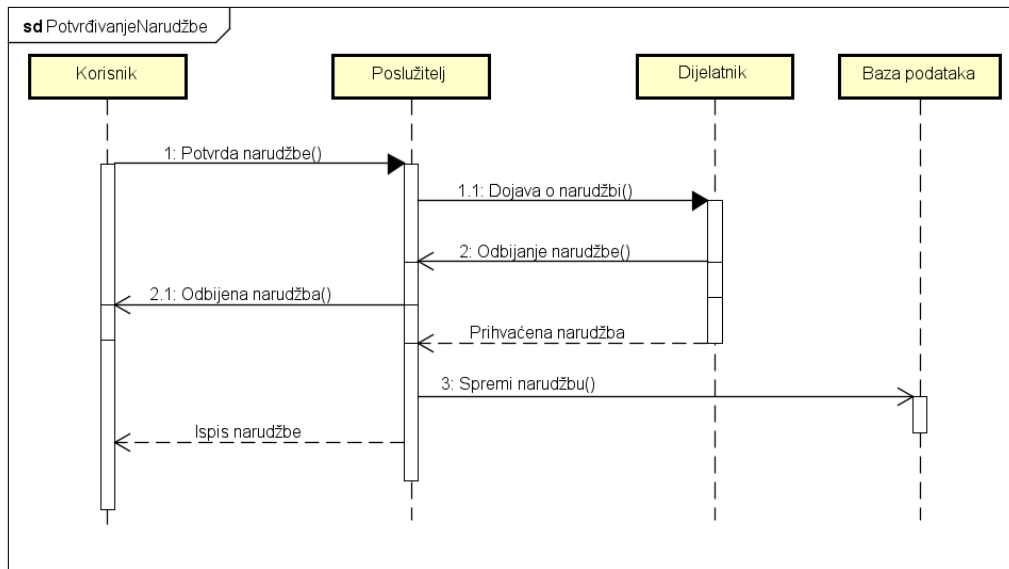 sd PotvrđivanjeNarudžbe
Korisnik
Poslužitelj
Dijelatnik
Baza podataka
1: Potvrda narudžbe()
1.1: Dojava o narudžbi()
2: Odbijanje narudžbe()
2.1: Odbijena narudžba()
Prihvaćena narudžba
3: Spremi narudžbu()
Ispis narudžbe